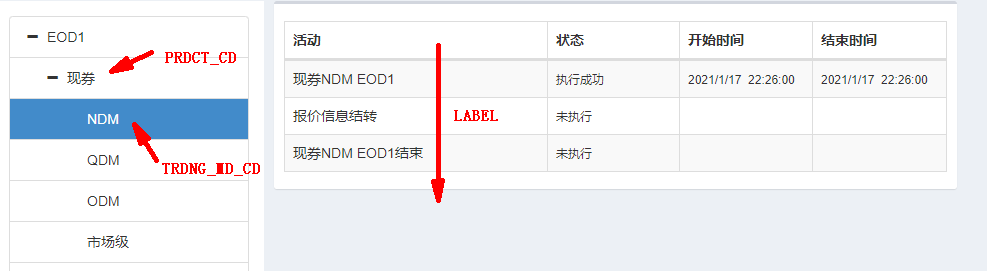 EOD1
现券
PRDCT_CD
NDM
TRDNG_MD_CD
QDM
ODM
市场级
活动 状态 开始时间 结束时间
现券NDM EOD1 执行成功 2021/1/17 22:26:00 2021/1/17 22:26:00
报价信息结转 未执行
LABEL
现券NDM EOD1结束 未执行